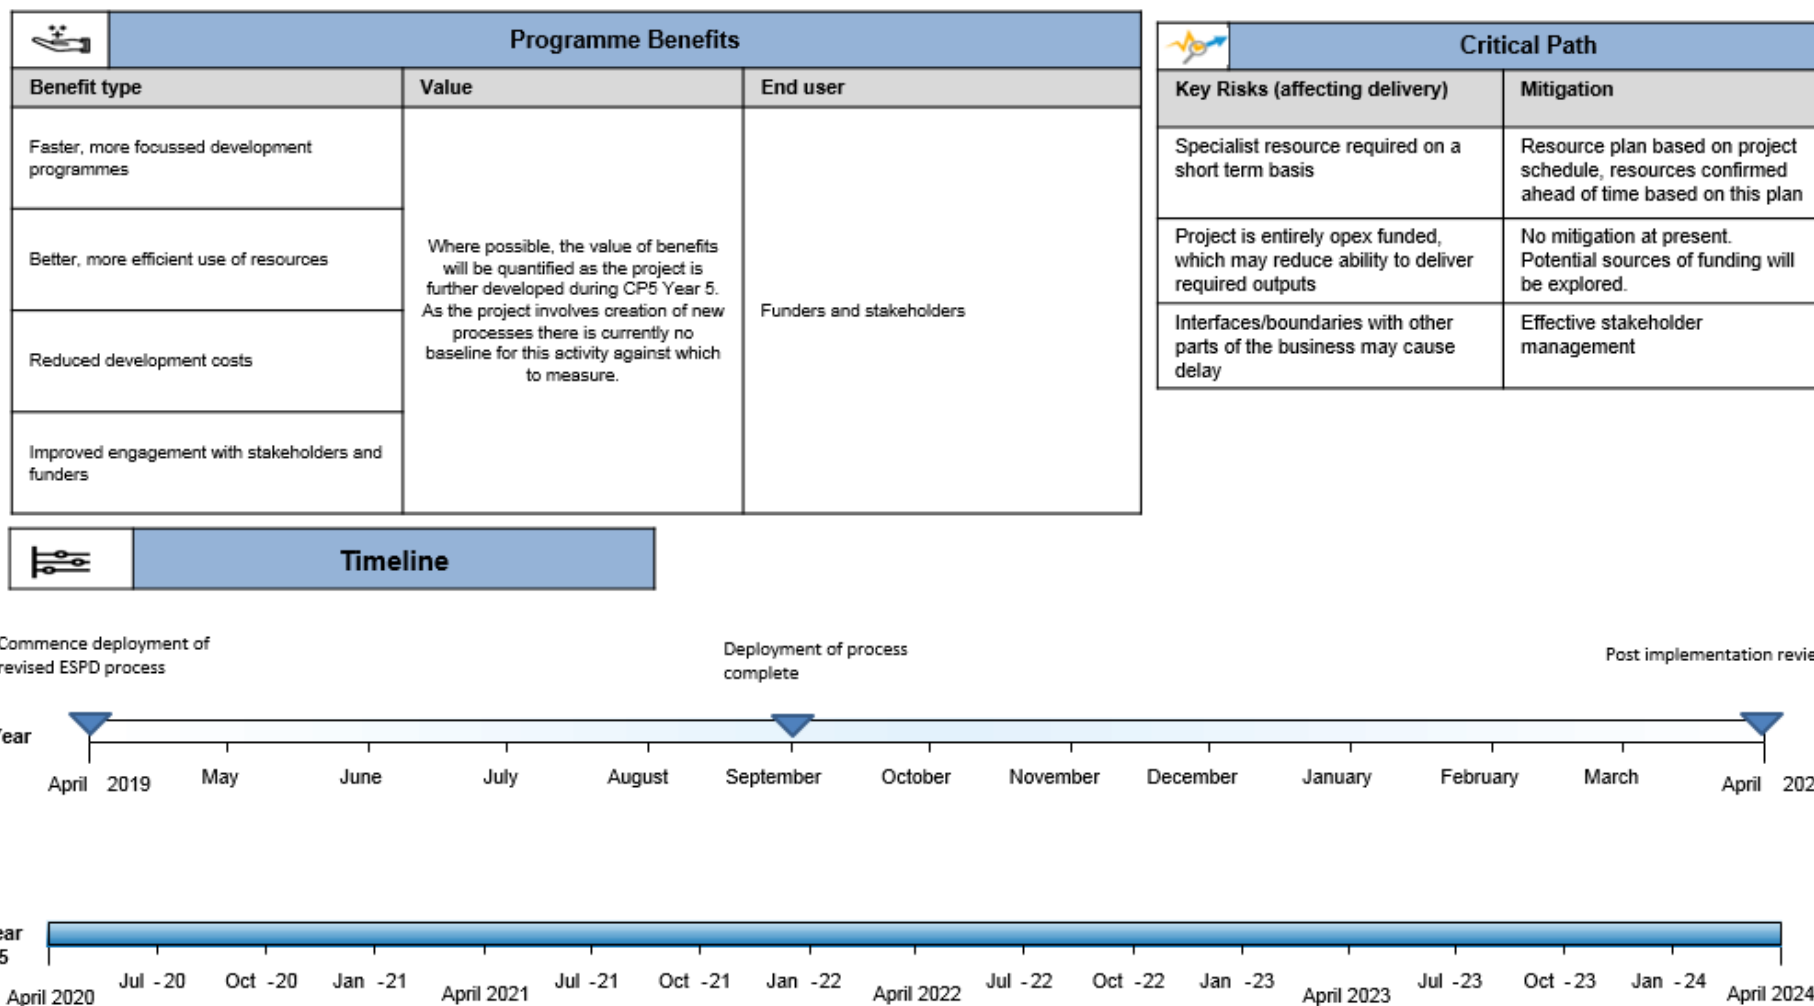 Programme Benefits
Benefit type
Value
End user
Faster, more focussed development
programmes
Better, more efficient use of resources
Reduced development costs
Improved engagement with stakeholders and
funders
Where possible, the value of benefits
will be quantified as the project is
further developed during CP5 Year 5.
As the project involves creation of new
processes there is currently no
baseline for this activity against which
to measure.
Funders and stakeholders
Critical Path
Key Risks (affecting delivery)
Mitigation
Specialist resource required on a
short term basis
Resource plan based on project
schedule, resources confirmed
ahead of time based on this plan
Project is entirely opex funded,
which may reduce ability to deliver
required outputs
No mitigation at present.
Potential sources of funding will
be explored.
Interfaces/boundaries with other
parts of the business may cause
delay
Effective stakeholder
management
Timeline
Commence deployment of
revised ESPD process
Deployment of process
complete
Post implementation revie
Year
April 2019 May June July August September October November December January February March April 202
ear
5
April 2020 Jul -20 Oct -20 Jan -21 April 2021 Jul -21 Oct -21 Jan -22 April 2022 Jul -22 Oct -22 Jan -23 April 2023 Jul -23 Oct -23 Jan -24 April 2024